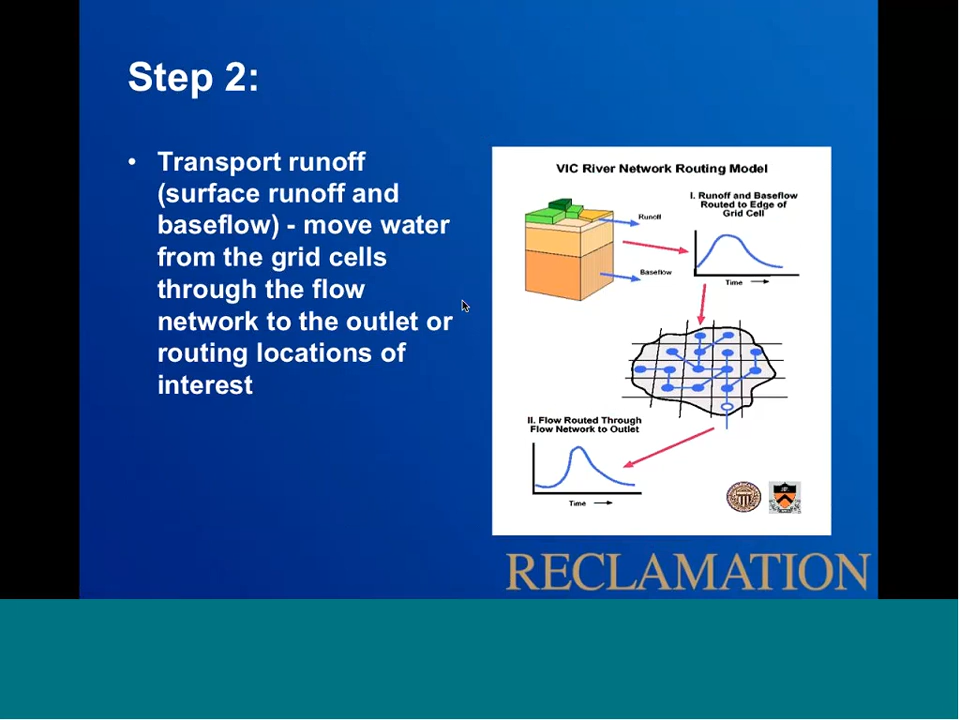 Step 2:
• Transport runoff
(surface runoff and
baseflow) - move water
from the grid cells
through the flow
network to the outlet or
routing locations of
interest
VIC River Network Routing Model
I. Runoff and Baseflow
Routed to Edge of
Grid Cell
Runoff
Baseflow
Time
II. Flow Routed Through
Flow Network to Outlet
Time
RECLAMATION